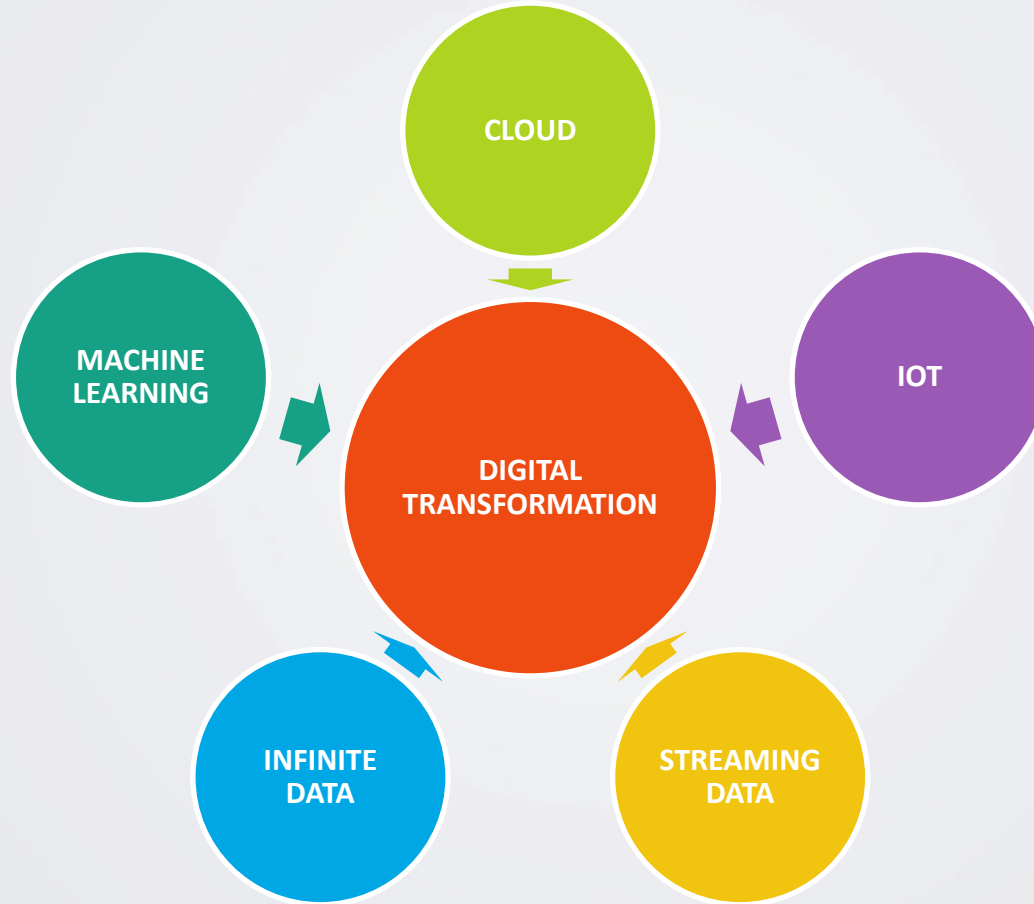 CLOUD
MACHINE
LEARNING
IOT
DIGITAL
TRANSFORMATION
INFINITE
DATA
STREAMING
DATA